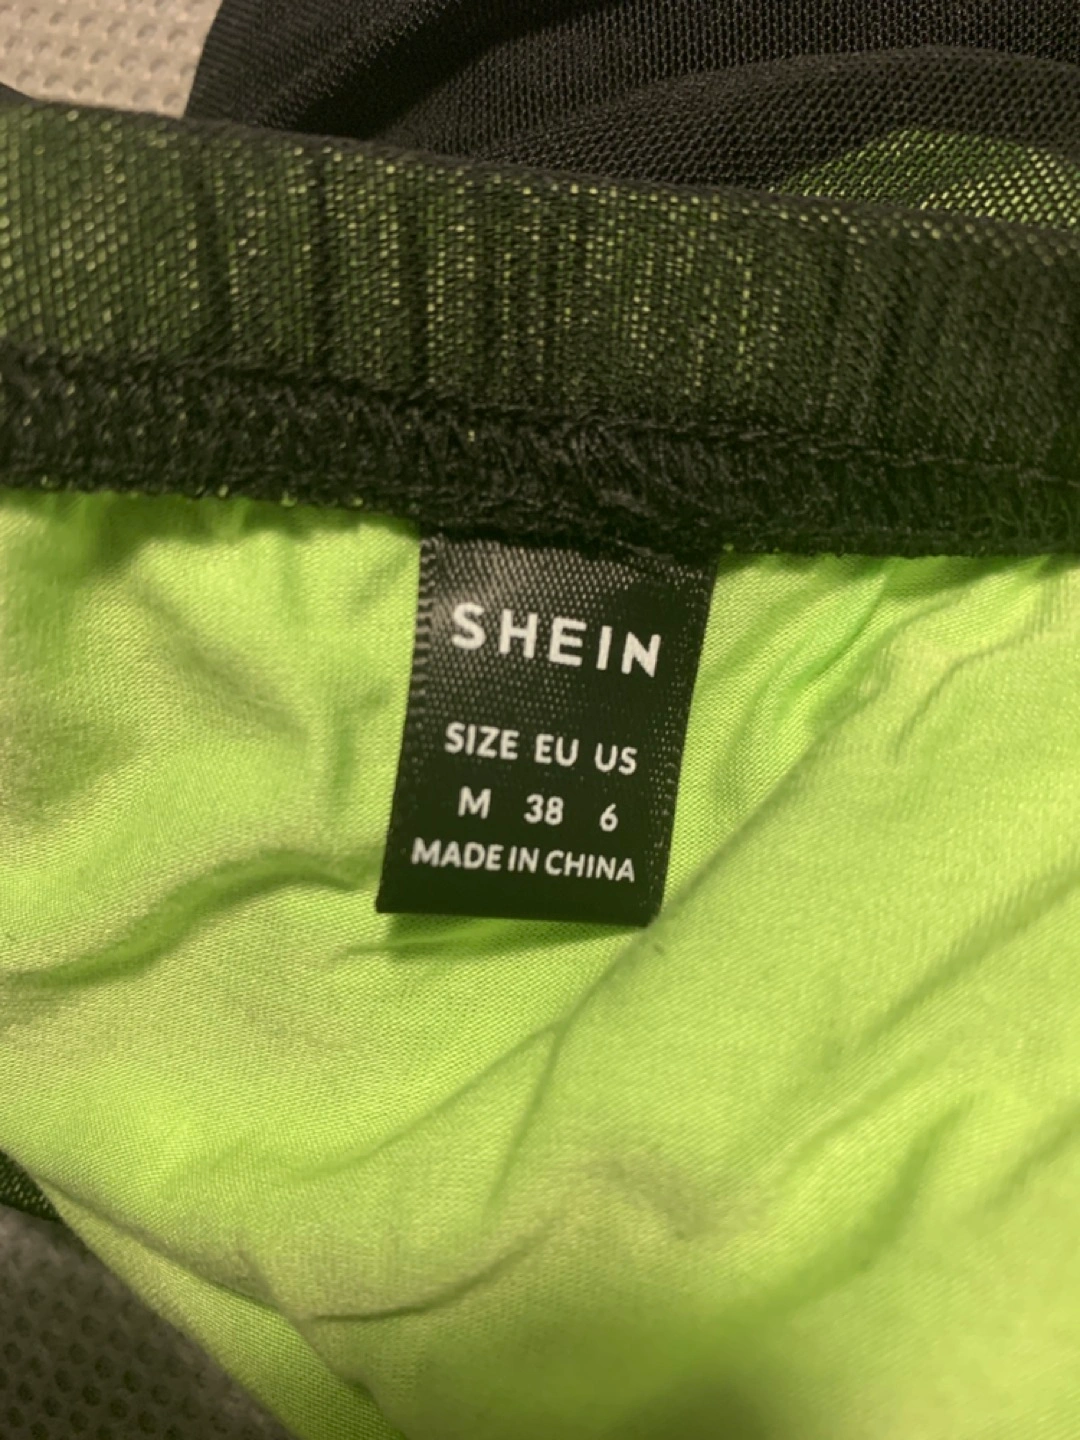 SHEIN
SIZE EU US
M 38 6
MADE IN CHINA